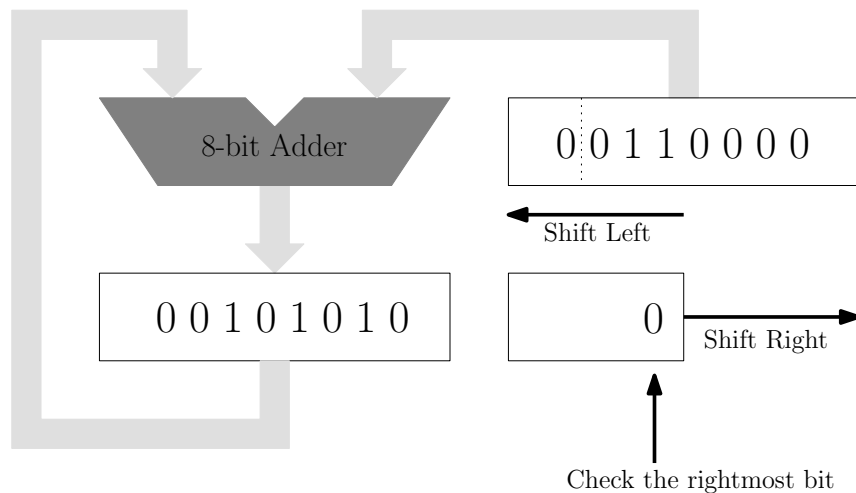 8-bit Adder
0 0 1 1 0 0 0 0
Shift Left
0 0 1 0 1 0 1 0
0
Shift Right
Check the rightmost bit